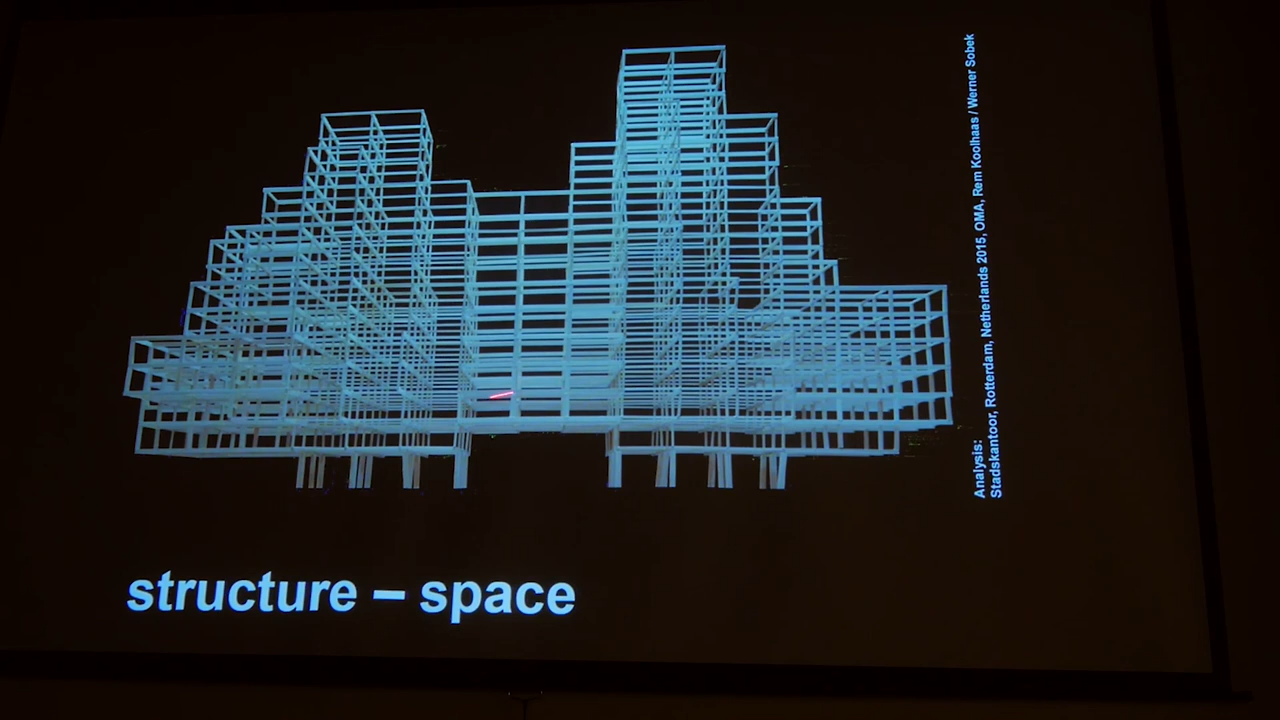 Analysis:
Stadskantoor, Rotterdam, Netherlands 2015, OMA, Rem Koolhaas / Werner Sobek
structure – space